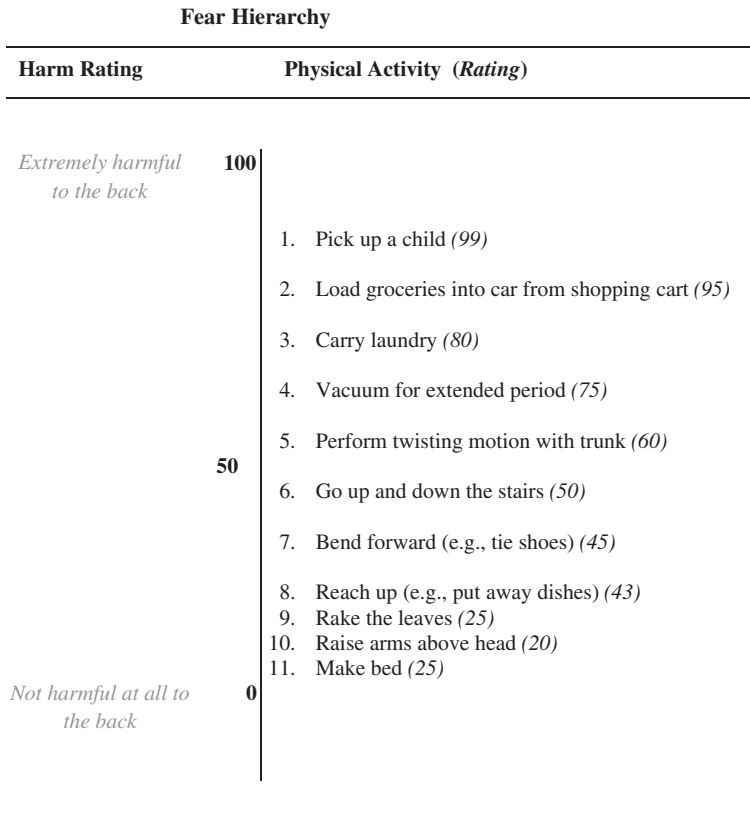 Fear Hierarchy
Harm Rating Physical Activity (Rating)
Extremely harmful
to the back
100
1. Pick up a child (99)
2. Load groceries into car from shopping cart (95)
3. Carry laundry (80)
4. Vacuum for extended period (75)
5. Perform twisting motion with trunk (60)
50
6. Go up and down the stairs (50)
7. Bend forward (e.g., tie shoes) (45)
8. Reach up (e.g., put away dishes) (43)
9. Rake the leaves (25)
10. Raise arms above head (20)
11. Make bed (25)
Not harmful at all to
the back
0